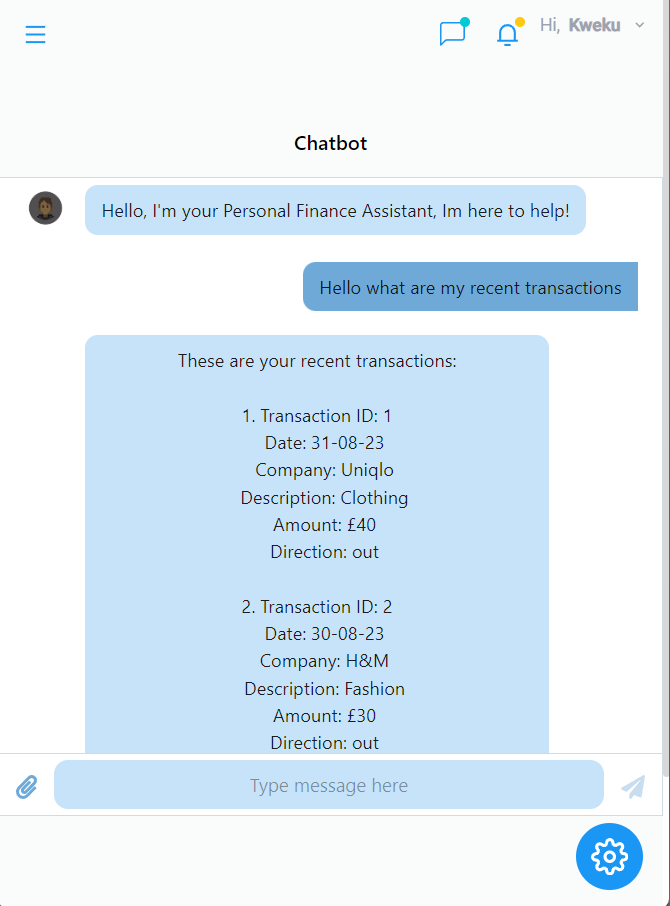 Hi, Kweku
Chatbot
Hello, I'm your Personal Finance Assistant, Im here to help!
Hello what are my recent transactions
These are your recent transactions:
1. Transaction ID: 1
Date: 31-08-23
Company: Uniqlo
Description: Clothing
Amount: £40
Direction: out
2. Transaction ID: 2
Date: 30-08-23
Company: H&M
Description: Fashion
Amount: £30
Direction: out
Type message here